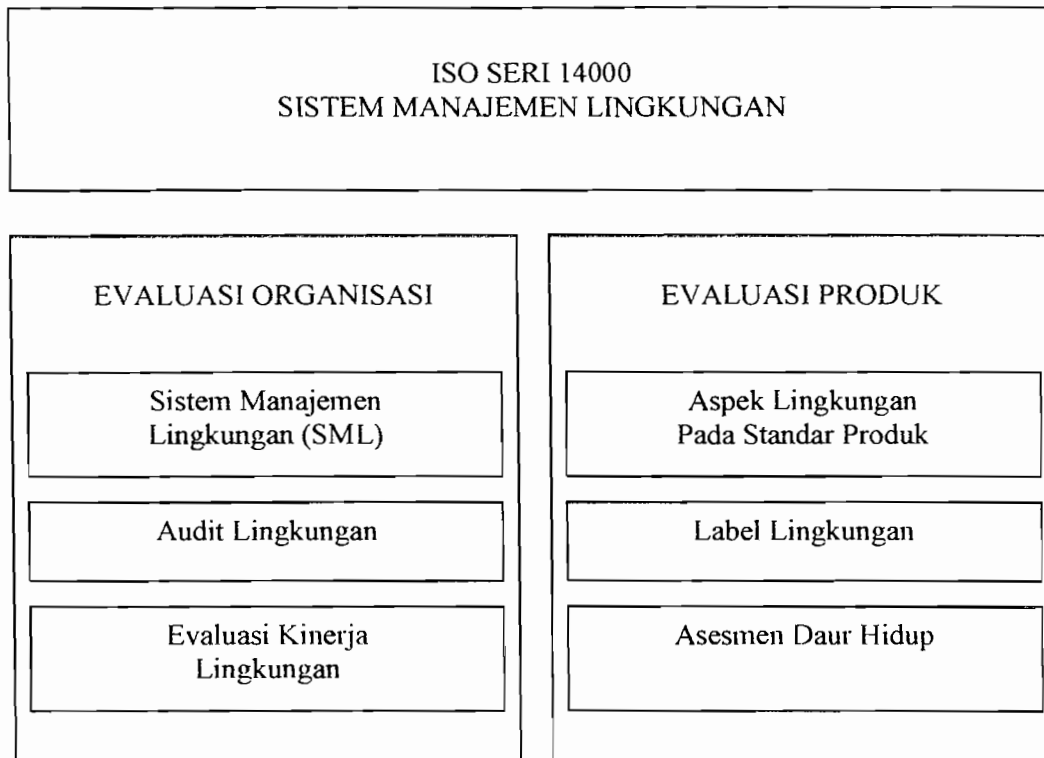 ISO SERI 14000
SISTEM MANAJEMEN LINGKUNGAN
EVALUASI ORGANISASI
Sistem Manajemen
Lingkungan (SML)
Audit Lingkungan
Evaluasi Kinerja
Lingkungan
EVALUASI PRODUK
Aspek Lingkungan
Pada Standar Produk
Label Lingkungan
Asesmen Daur Hidup